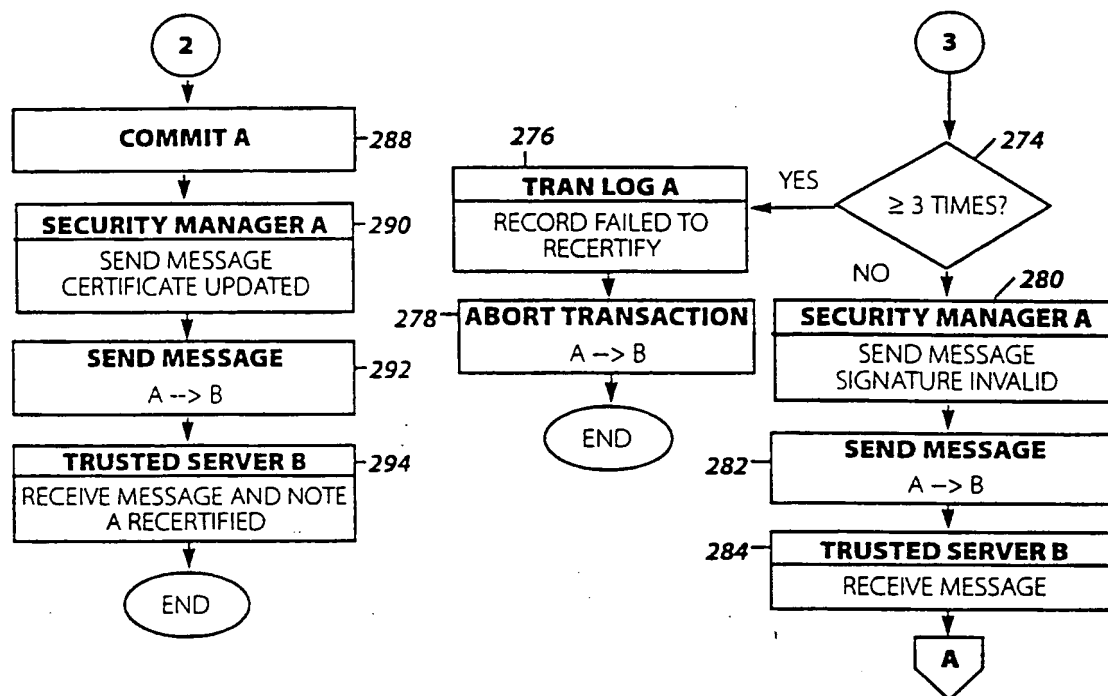 2
COMMIT A
288
SECURITY MANAGER A
290
SEND MESSAGE
CERTIFICATE UPDATED
SEND MESSAGE
292
A --> B
TRUSTED SERVER B
294
RECEIVE MESSAGE AND NOTE
A RECERTIFIED
END
276
TRAN LOG A
RECORD FAILED TO
RECERTIFY
278
ABORT TRANSACTION
A --> B
END
3
274
YES
≥ 3 TIMES?
NO
280
SECURITY MANAGER A
SEND MESSAGE
SIGNATURE INVALID
SEND MESSAGE
282
A --> B
284
TRUSTED SERVER B
RECEIVE MESSAGE
A